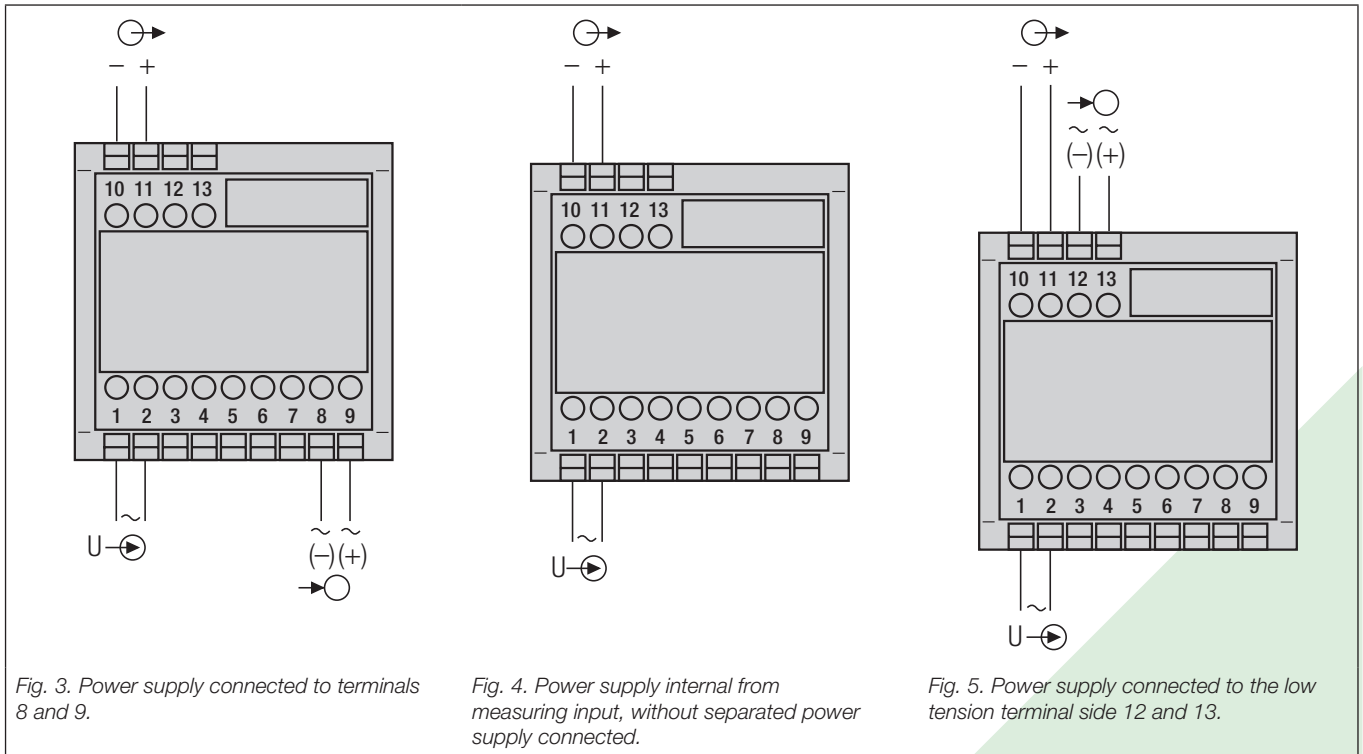 − +
10 11 12 13
1 2 3 4 5 6 7 8 9
~
U
~ ~
(−) (+)
Fig. 3. Power supply connected to terminals
8 and 9.
− +
10 11 12 13
1 2 3 4 5 6 7 8 9
~
U
Fig. 4. Power supply internal from
measuring input, without separated power
supply connected.
− +
~ ~
(−) (+)
10 11 12 13
1 2 3 4 5 6 7 8 9
~
U
Fig. 5. Power supply connected to the low
tension terminal side 12 and 13.